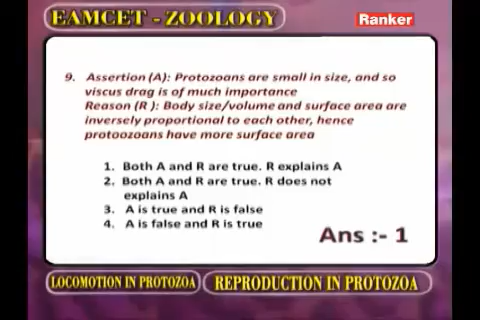 EAMCET - ZOOLOGY
Ranker
9. Assertion (A): Protozoans are small in size, and so
viscus drag is of much importance
Reason (R ): Body size/volume and surface area are
inversely proportional to each other, hence
protoozoans have more surface area
1. Both A and R are true. R explains A
2. Both A and R are true. R does not
explains A
3. A is true and R is false
4. A is false and R is true
Ans :- 1
LOCOMOTION IN PROTOZOA
REPRODUCTION IN PROTOZOA